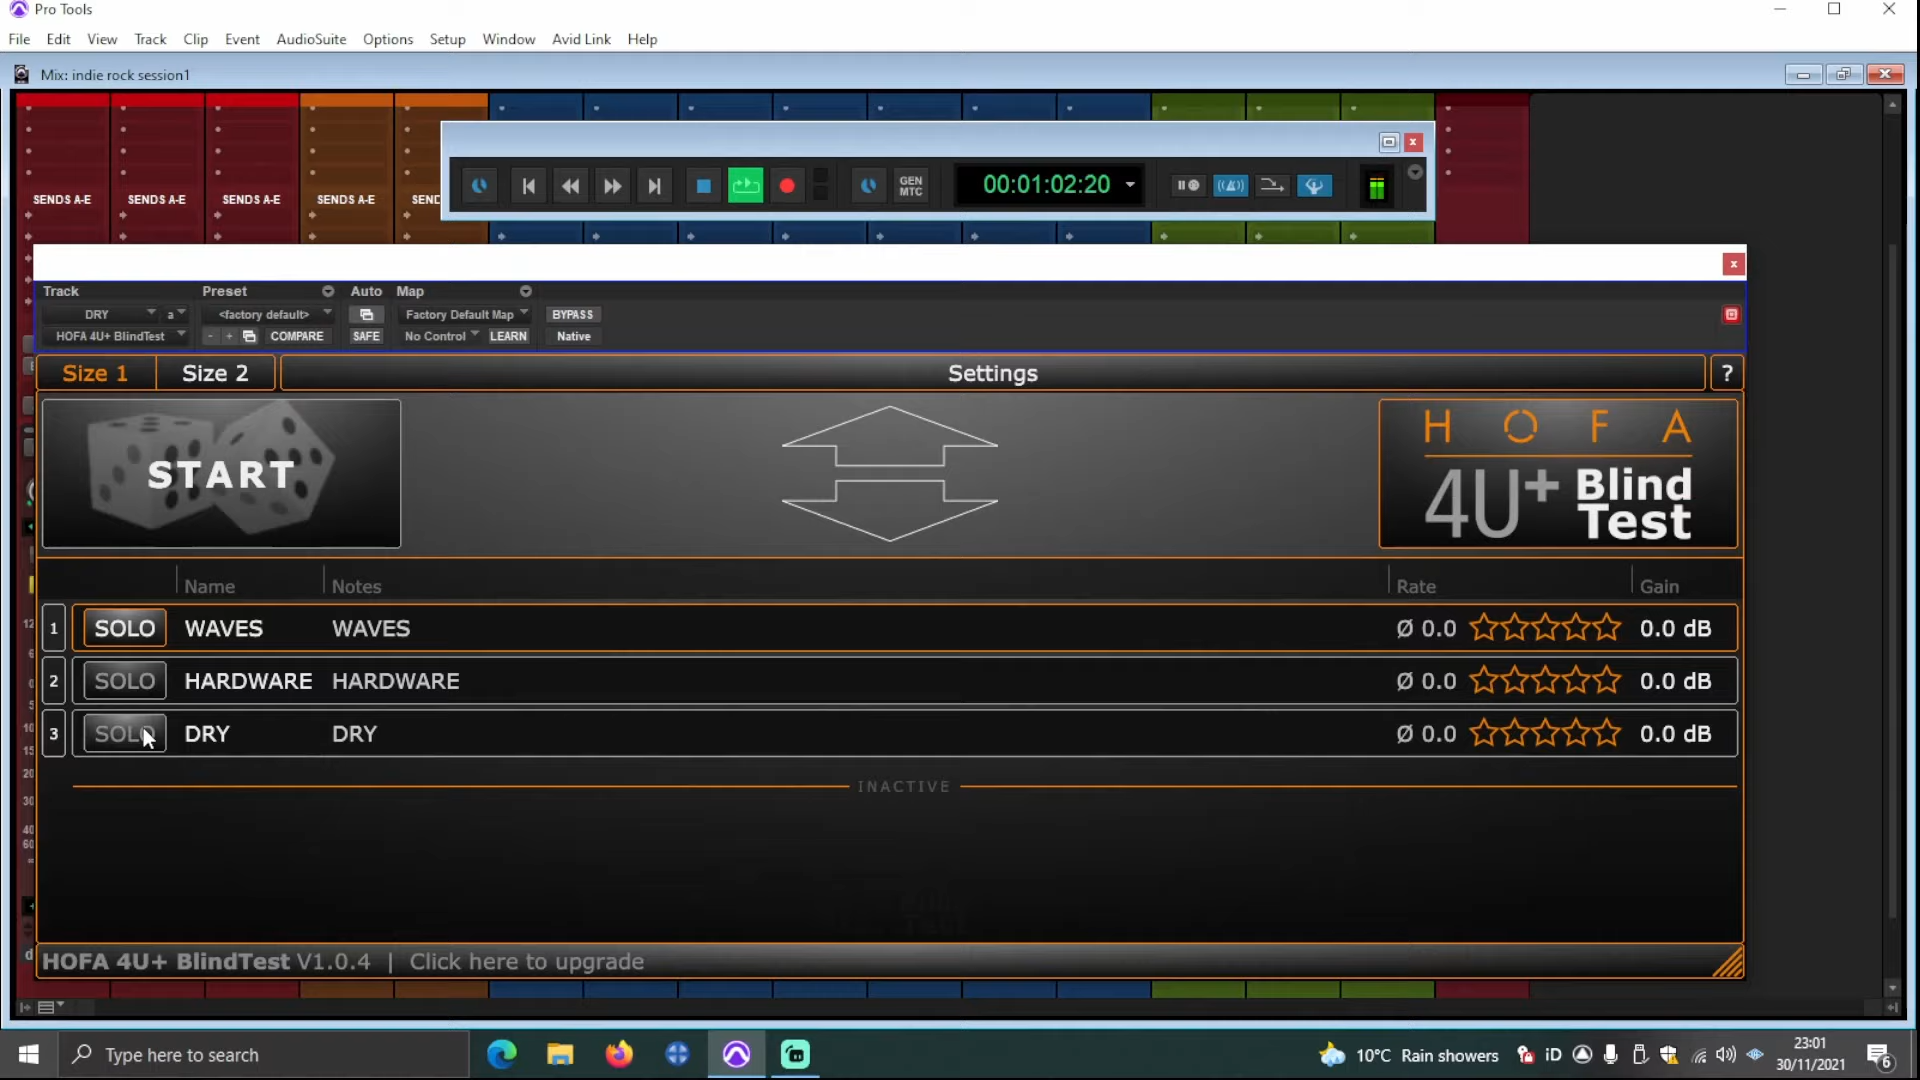 Pro Tools
File Edit View Track Clip Event AudioSuite Options Setup Window Avid Link Help
Mix: indie rock session1
SENDS A-E SENDS A-E SENDS A-E SENDS A-E
GEN MTC 00:01:02:20
Track Preset Auto Map
DRY a <factory default> Factory Default Map BYPASS
HOFA 4U+ BlindTest - + COMPARE SAFE No Control LEARN Native
Size 1 Size 2 Settings ?
START
HOFA
4U+ Blind Test
Name Notes Rate Gain
1 SOLO WAVES WAVES Ø 0.0 0.0 dB
2 SOLO HARDWARE HARDWARE Ø 0.0 0.0 dB
3 SOLO DRY DRY Ø 0.0 0.0 dB
INACTIVE
HOFA 4U+ BlindTest V1.0.4 | Click here to upgrade
Type here to search 10°C Rain showers iD 23:01
30/11/2021 6